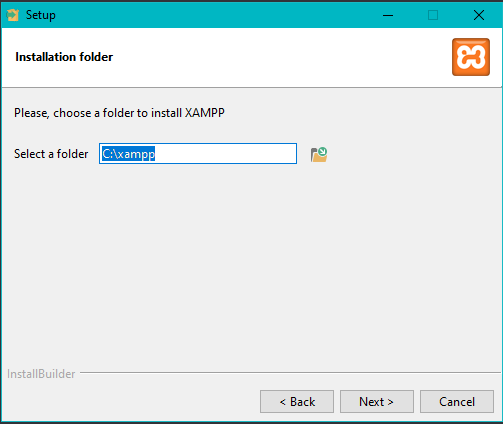 Setup
Installation folder
Please, choose a folder to install XAMPP
Select a folder C:\xampp
InstallBuilder
< Back Next > Cancel